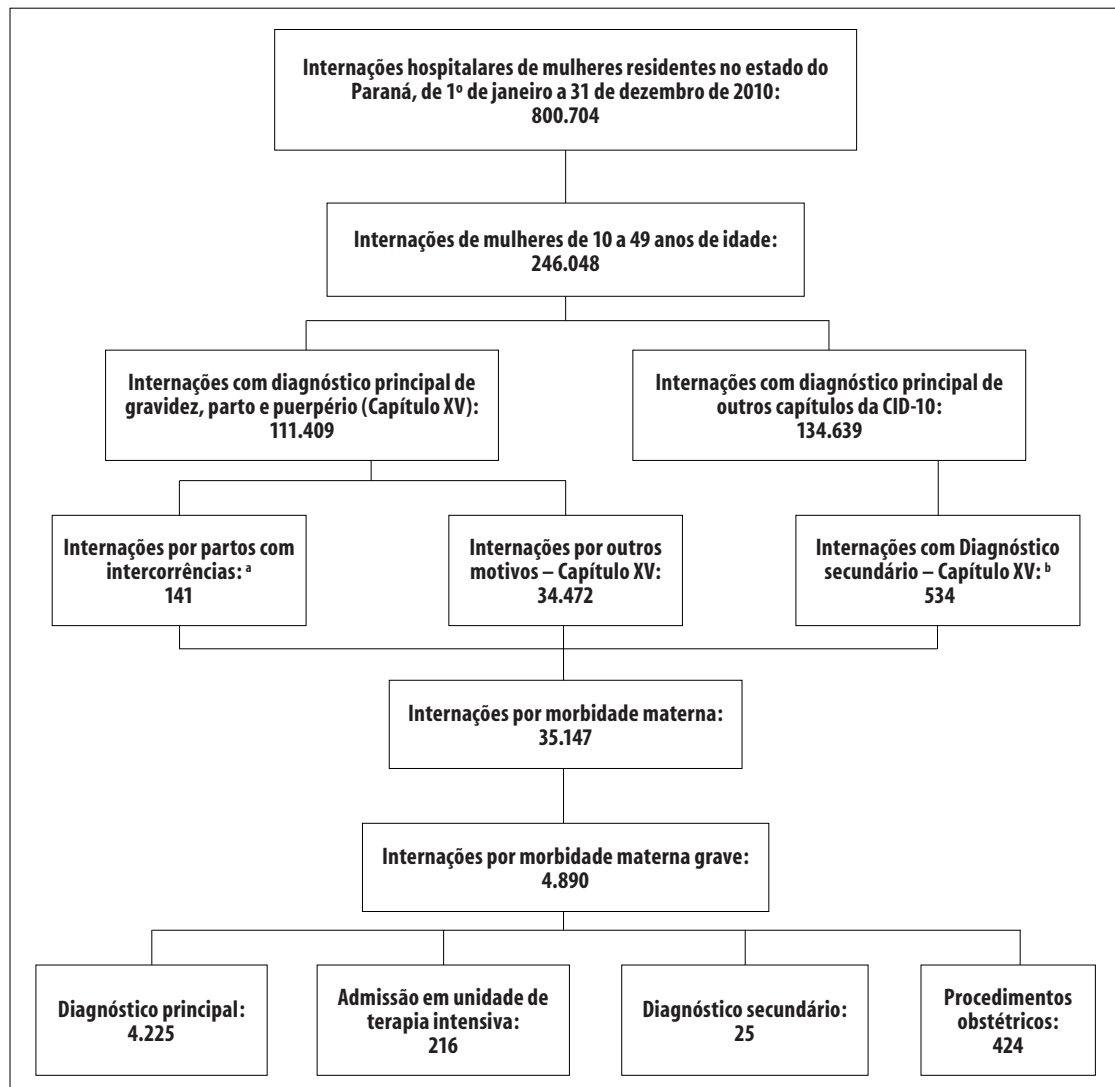 Internações hospitalares de mulheres residentes no estado do
Paraná, de 1º de janeiro a 31 de dezembro de 2010:
800.704
Internações de mulheres de 10 a 49 anos de idade:
246.048
Internações com diagnóstico principal de
gravidez, parto e puerpério (Capítulo XV):
111.409
Internações com diagnóstico principal de
outros capítulos da CID-10:
134.639
Internações por partos com
intercorrências: a
141
Internações por outros
motivos – Capítulo XV:
34.472
Internações com Diagnóstico
secundário – Capítulo XV: b
534
Internações por morbidade materna:
35.147
Internações por morbidade materna grave:
4.890
Diagnóstico principal:
4.225
Admissão em unidade de
terapia intensiva:
216
Diagnóstico secundário:
25
Procedimentos
obstétricos:
424